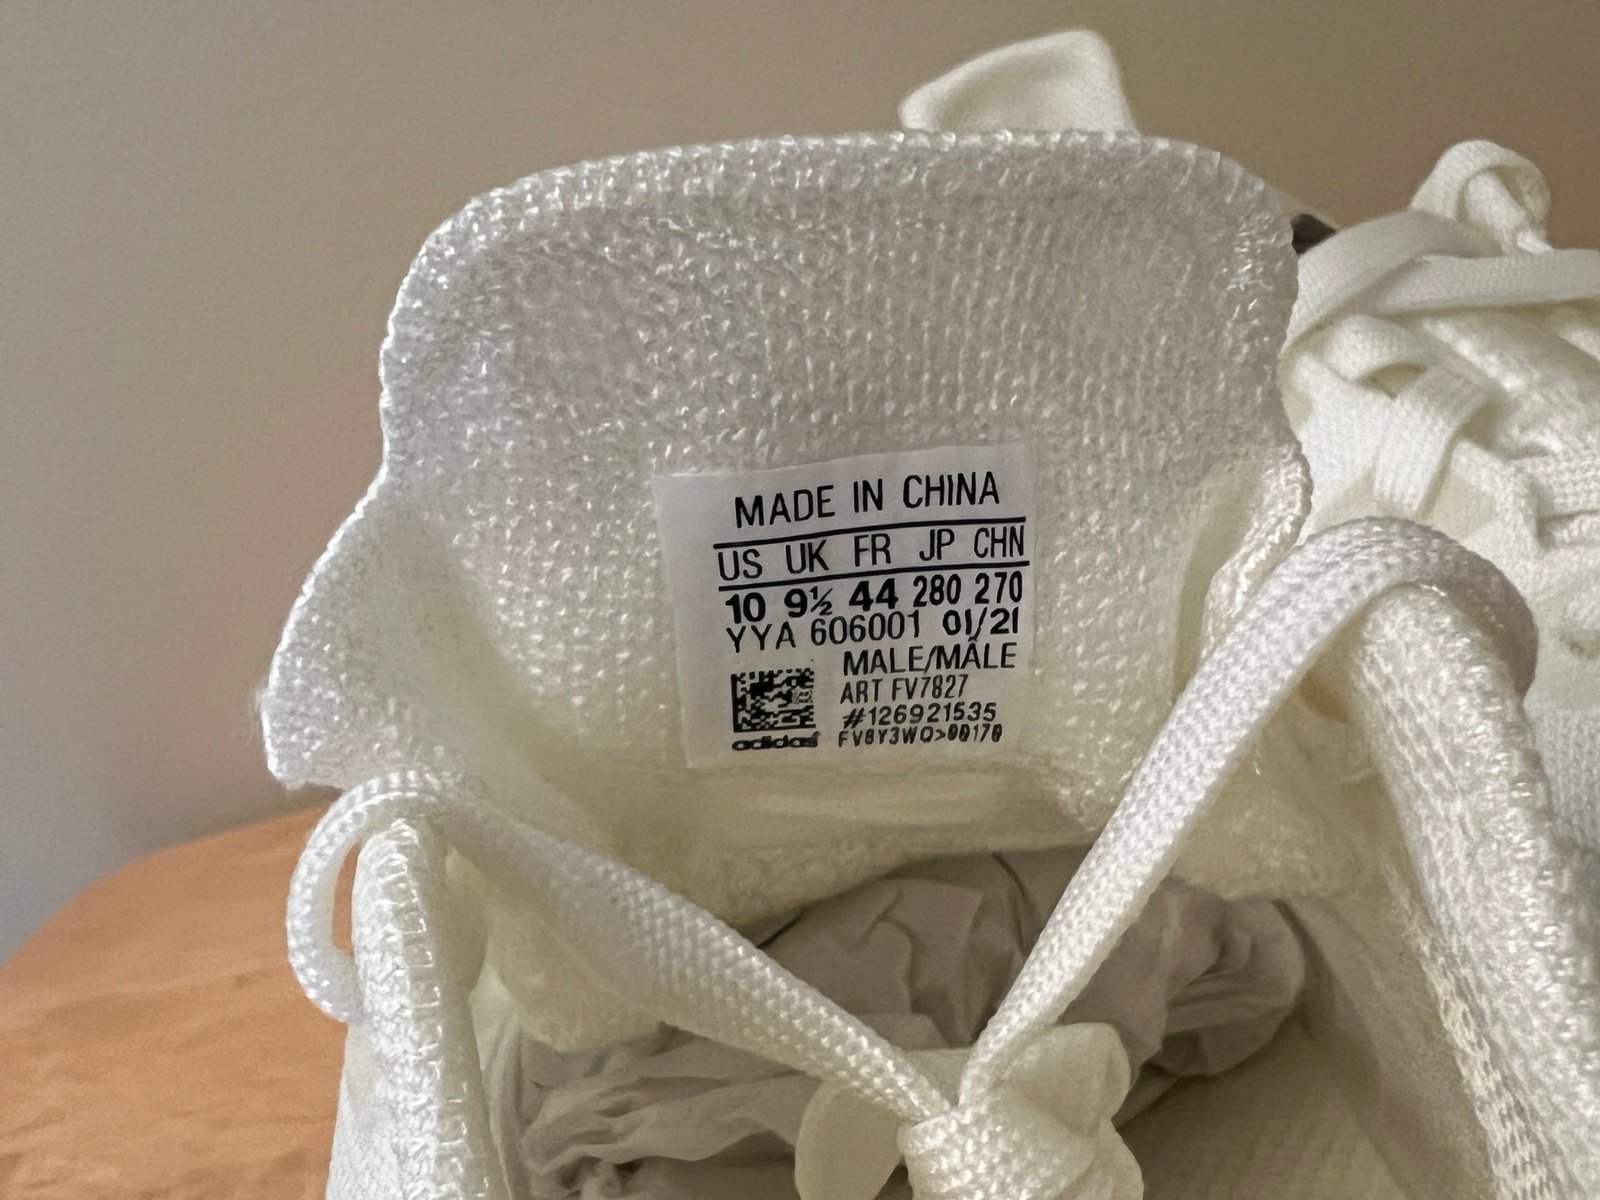 MADE IN CHINA
US UK FR JP CHN
10 9½ 44 280 270
YYA 606001 01/21
MALE/MÂLE
ART FV7827
#126921535
adidas FV8Y3WQ>00170